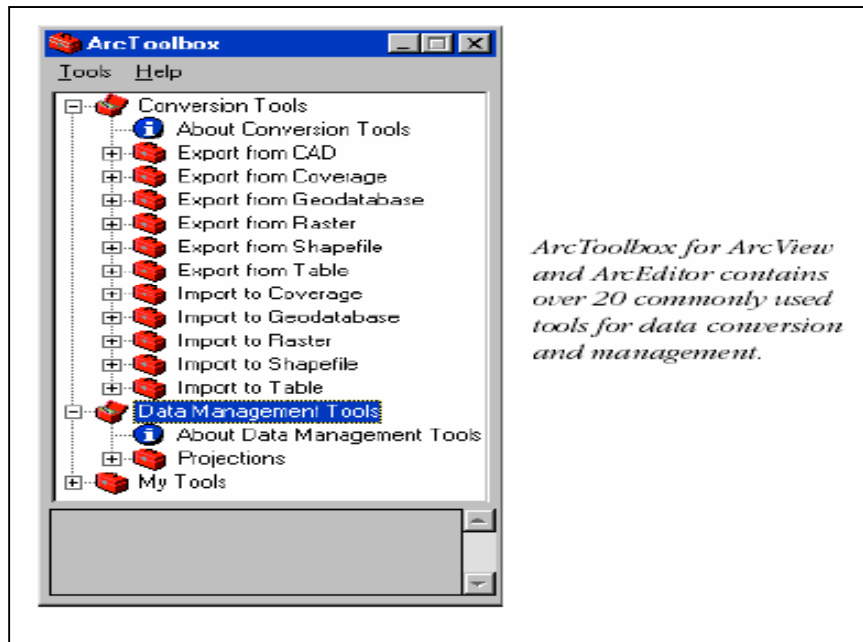 ArcToolbox
Tools Help
Conversion Tools
About Conversion Tools
Export from CAD
Export from Coverage
Export from Geodatabase
Export from Raster
Export from Shapefile
Export from Table
Import to Coverage
Import to Geodatabase
Import to Raster
Import to Shapefile
Import to Table
Data Management Tools
About Data Management Tools
Projections
My Tools
ArcToolbox for ArcView
and ArcEditor contains
over 20 commonly used
tools for data conversion
and management.